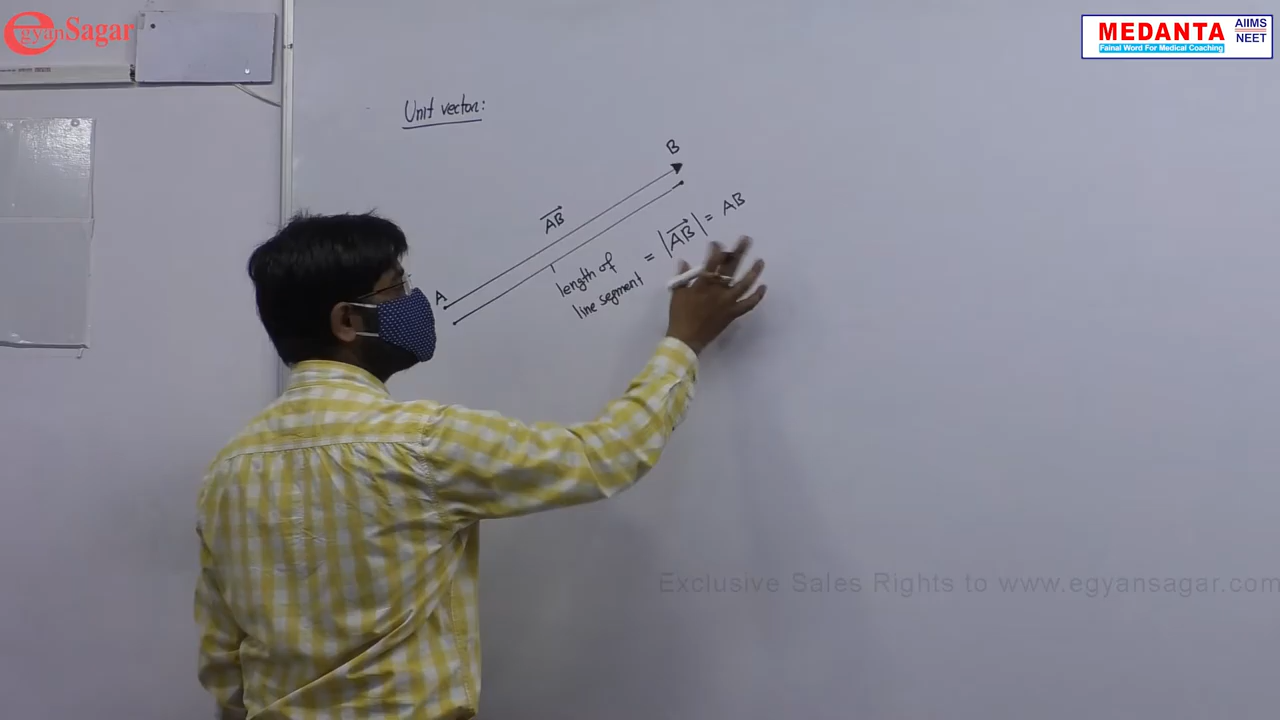 egyanSagar
MEDANTA
Fainal Word For Medical Coaching
AIIMS
NEET
Unit vector:
B
AB
A
length of
line segment
= |AB| = AB
Exclusive Sales Rights to www.egyansagar.com